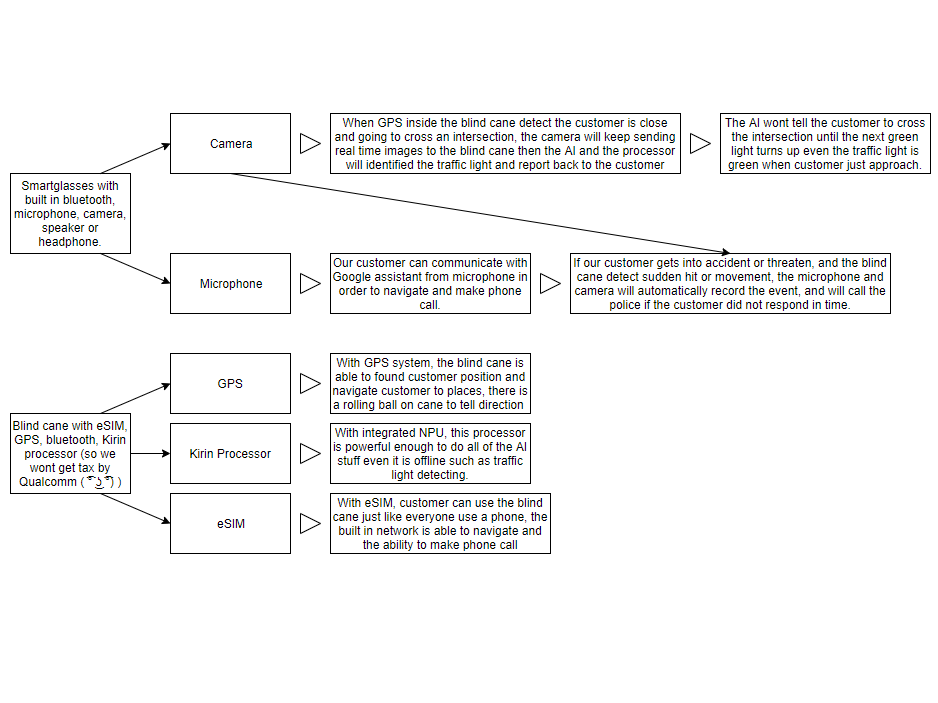 Camera
When GPS inside the blind cane detect the customer is close
and going to cross an intersection, the camera will keep sending
real time images to the blind cane then the AI and the processor
will identified the traffic light and report back to the customer
The AI wont tell the customer to cross
the intersection until the next green
light turns up even the traffic light is
green when customer just approach.
Smartglasses with
built in bluetooth,
microphone, camera,
speaker or
headphone.
Microphone
Our customer can communicate with
Google assistant from microphone in
order to navigate and make phone
call.
If our customer gets into accident or threaten, and the blind
cane detect sudden hit or movement, the microphone and
camera will automatically record the event, and will call the
police if the customer did not respond in time.
GPS
With GPS system, the blind cane is
able to found customer position and
navigate customer to places, there is
a rolling ball on cane to tell direction
Blind cane with eSIM,
GPS, bluetooth, Kirin
processor (so we
wont get tax by
Qualcomm ( ͡° ͜ʖ ͡°) )
Kirin Processor
With integrated NPU, this processor
is powerful enough to do all of the AI
stuff even it is offline such as traffic
light detecting.
eSIM
With eSIM, customer can use the blind
cane just like everyone use a phone, the
built in network is able to navigate and
the ability to make phone call